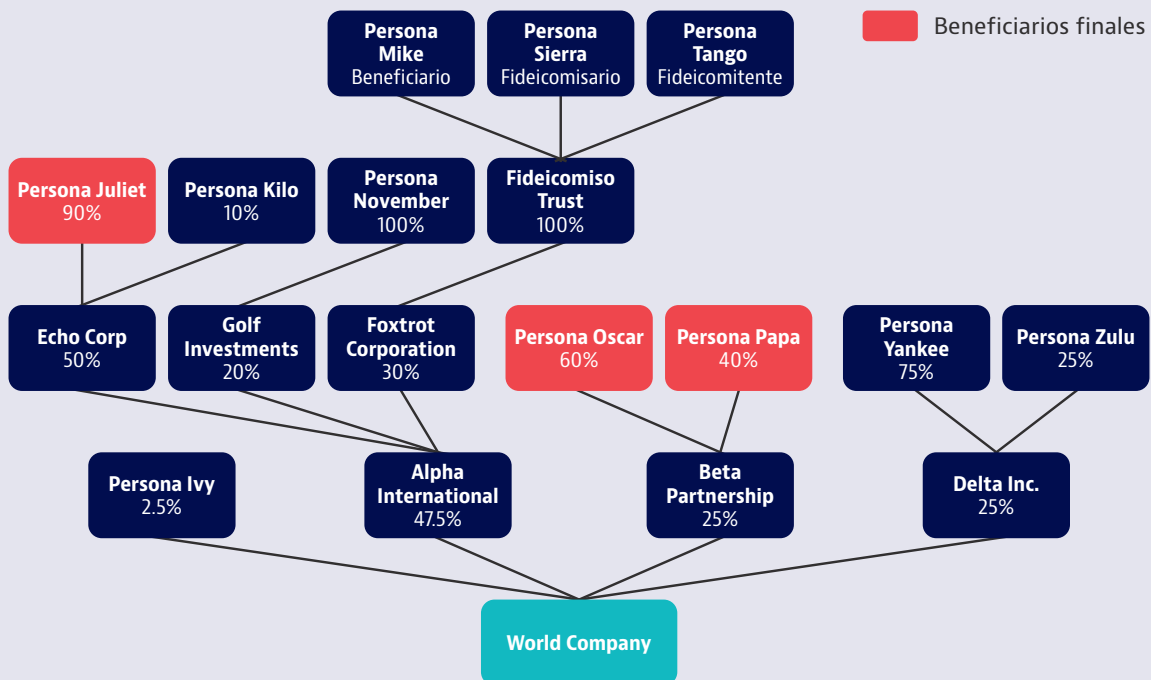 Persona
Mike
Beneficiario
Persona
Sierra
Fideicomisario
Persona
Tango
Fideicomitente
Beneficiarios finales
Persona Juliet
90%
Persona Kilo
10%
Persona
November
100%
Fideicomiso
Trust
100%
Echo Corp
50%
Golf
Investments
20%
Foxtrot
Corporation
30%
Persona Oscar
60%
Persona Papa
40%
Persona
Yankee
75%
Persona Zulu
25%
Persona Ivy
2.5%
Alpha
International
47.5%
Beta
Partnership
25%
Delta Inc.
25%
World Company